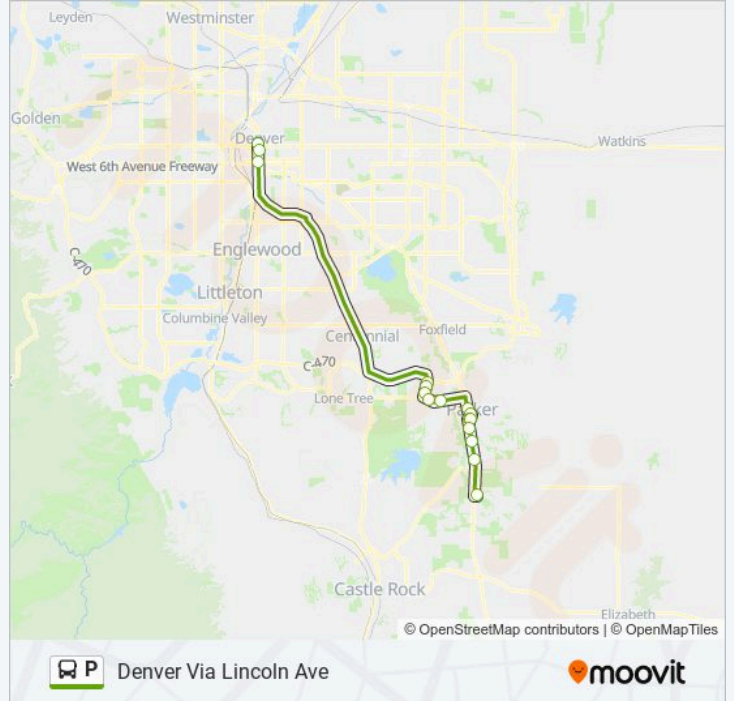 Leyden
Westminster
Golden
Denver
Watkins
West 6th Avenue Freeway
Englewood
C-470
Littleton
Columbine Valley
Centennial
Foxfield
C-470
Lone Tree
Parker
Castle Rock
Elizabeth
© OpenStreetMap contributors | © OpenMapTiles
P Denver Via Lincoln Ave
moovit